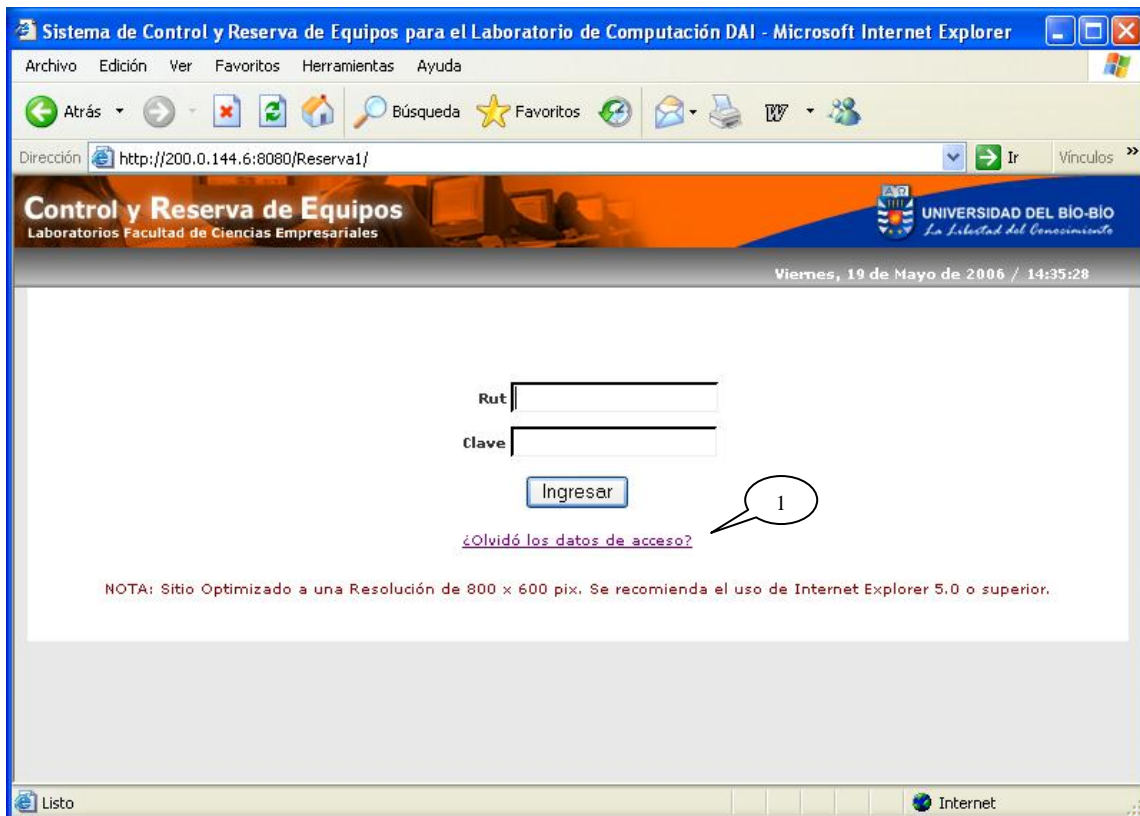 Sistema de Control y Reserva de Equipos para el Laboratorio de Computación DAI - Microsoft Internet Explorer
Archivo Edición Ver Favoritos Herramientas Ayuda
Atrás Búsqueda Favoritos
Dirección http://200.0.144.6:8080/Reserva1/ Ir Vínculos »
Control y Reserva de Equipos
Laboratorios Facultad de Ciencias Empresariales
UNIVERSIDAD DEL BÍO-BÍO
La Libertad del Conocimiento
Viernes, 19 de Mayo de 2006 / 14:35:28
Rut
Clave
Ingresar
1
¿Olvidó los datos de acceso?
NOTA: Sitio Optimizado a una Resolución de 800 x 600 pix. Se recomienda el uso de Internet Explorer 5.0 o superior.
Listo Internet